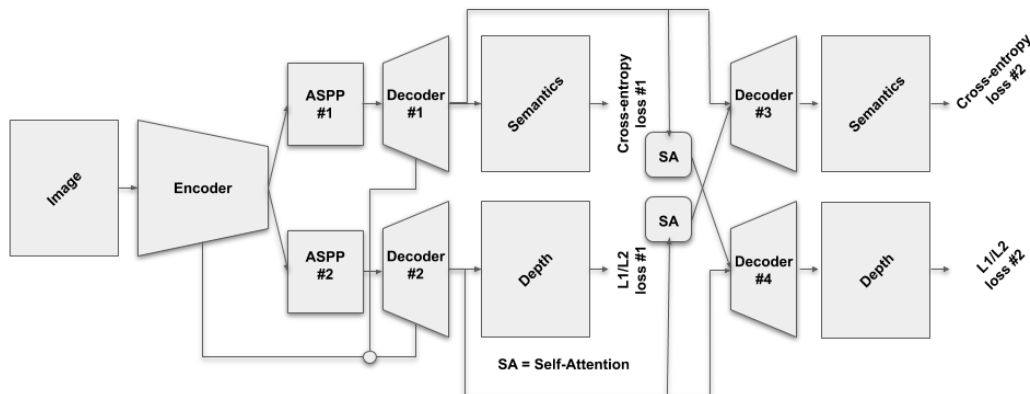 Image
Encoder
ASPP
#1
Decoder
#1
Semantics
Cross-entropy
loss #1
SA
Decoder
#3
Semantics
Cross-entropy
loss #2
ASPP
#2
Decoder
#2
Depth
L1/L2
loss #1
SA
Decoder
#4
Depth
L1/L2
loss #2
SA = Self-Attention